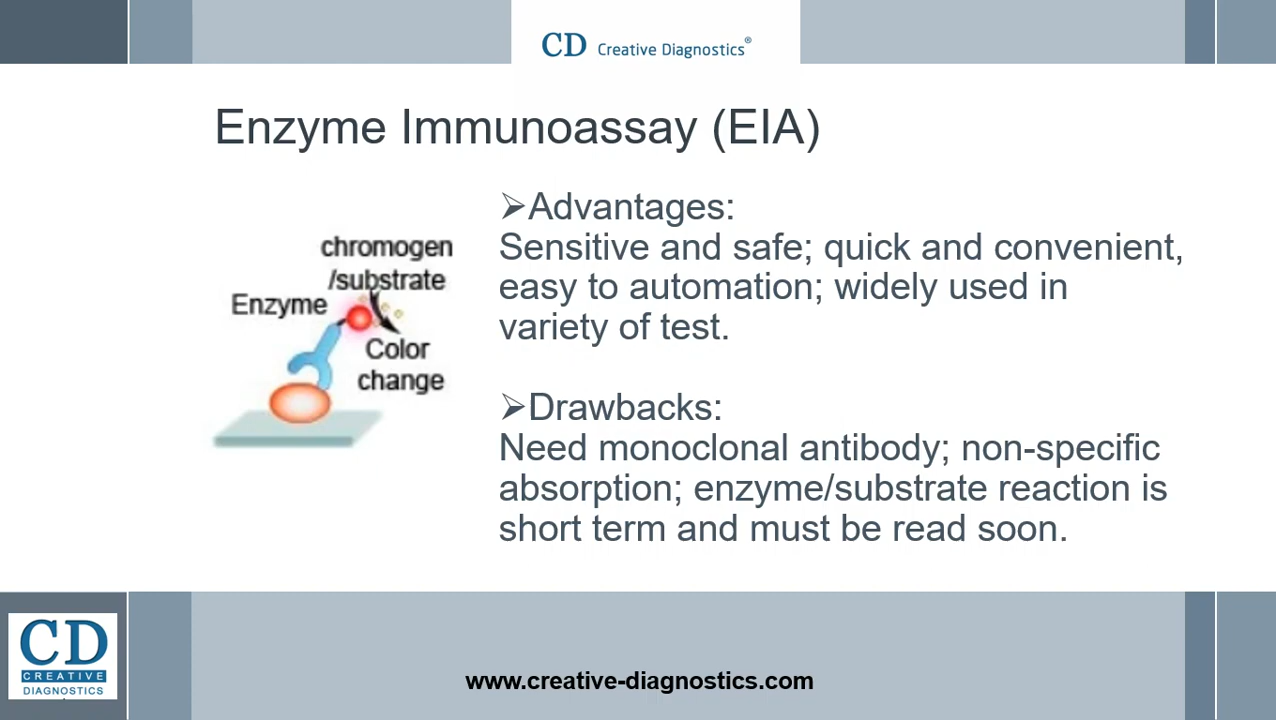 CD Creative Diagnostics®
Enzyme Immunoassay (EIA)
chromogen
/substrate
Enzyme
Color
change
➢Advantages:
Sensitive and safe; quick and convenient,
easy to automation; widely used in
variety of test.
➢Drawbacks:
Need monoclonal antibody; non-specific
absorption; enzyme/substrate reaction is
short term and must be read soon.
CD
CREATIVE
DIAGNOSTICS
www.creative-diagnostics.com